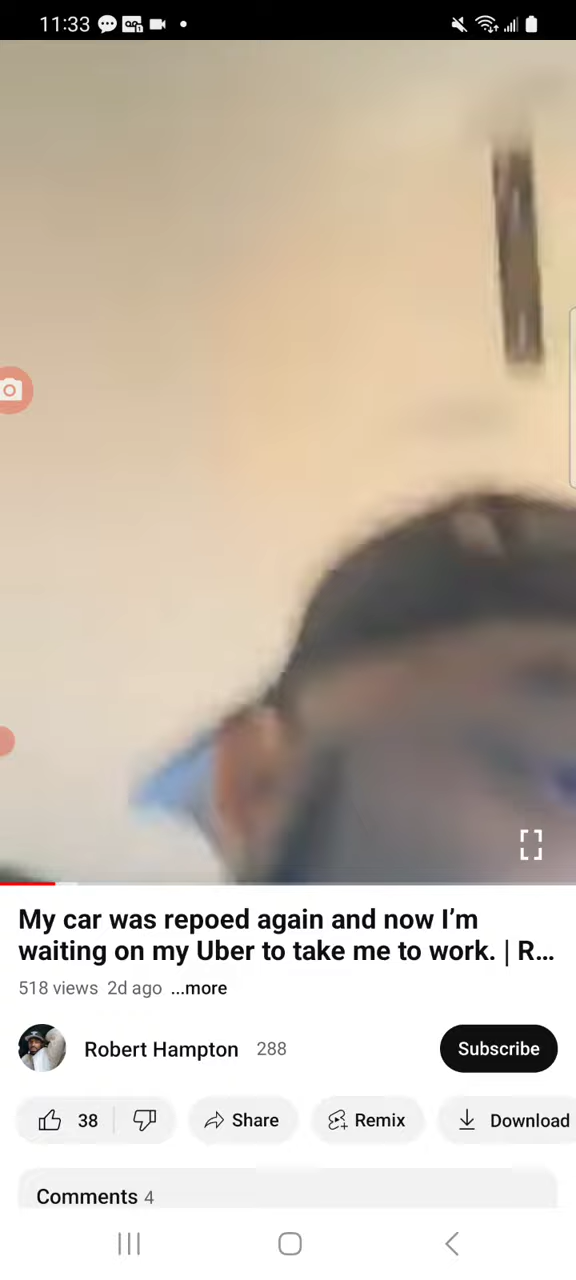 11:33
My car was repoed again and now I’m
waiting on my Uber to take me to work. | R...
518 views 2d ago ...more
Robert Hampton 288
Subscribe
38
Share
Remix
Download
Comments 4